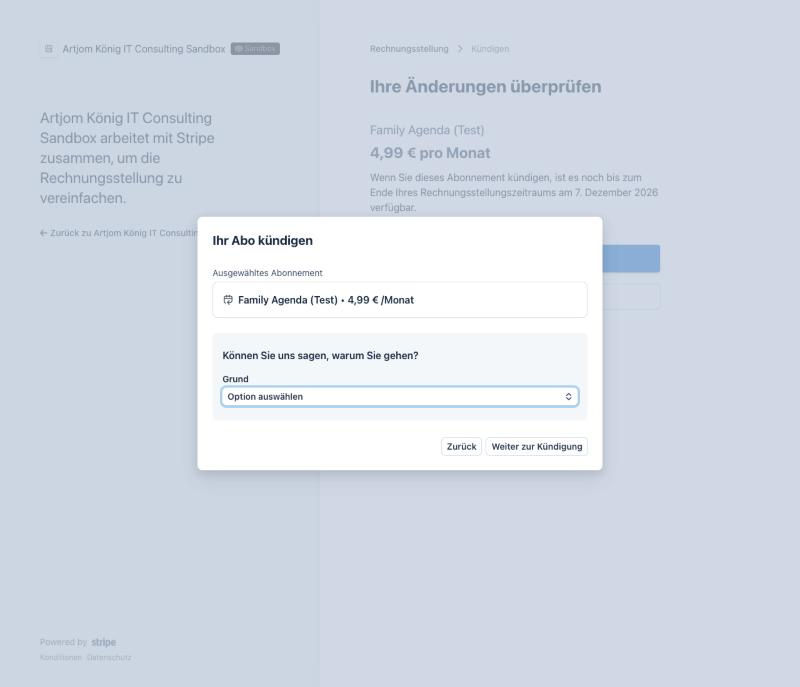 Artjom König IT Consulting Sandbox Sandbox
Artjom König IT Consulting
Sandbox arbeitet mit Stripe
zusammen, um die
Rechnungsstellung zu
vereinfachen.
← Zurück zu Artjom König IT
Powered by stripe
Konditionen Datenschutz
Rechnungsstellung > Kündigen
Ihre Änderungen überprüfen
Family Agenda (Test)
4,99 € pro Monat
Wenn Sie dieses Abonnement kündigen, ist es noch bis zum
Ende Ihres Rechnungsstellungszeitraums am 7. Dezember 2026
verfügbar.
Ihr Abo kündigen
Ausgewähltes Abonnement
Family Agenda (Test) • 4,99 € /Monat
Können Sie uns sagen, warum Sie gehen?
Grund
Option auswählen
Zurück Weiter zur Kündigung